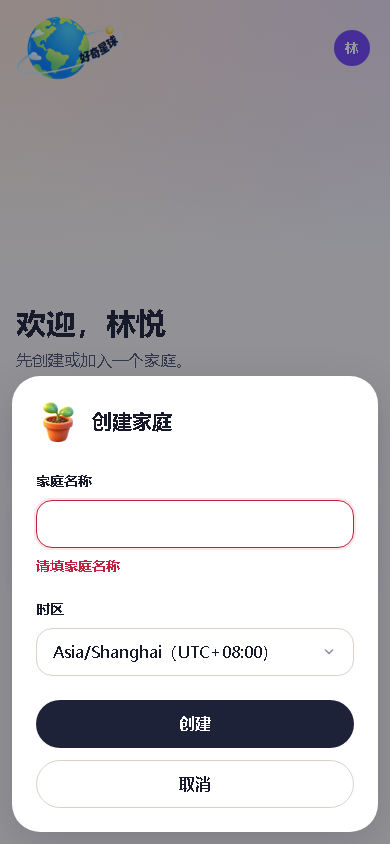 好奇星球
林
欢迎，林悦
先创建或加入一个家庭。
创建家庭
家庭名称
请填家庭名称
时区
Asia/Shanghai（UTC+08:00）
创建
取消